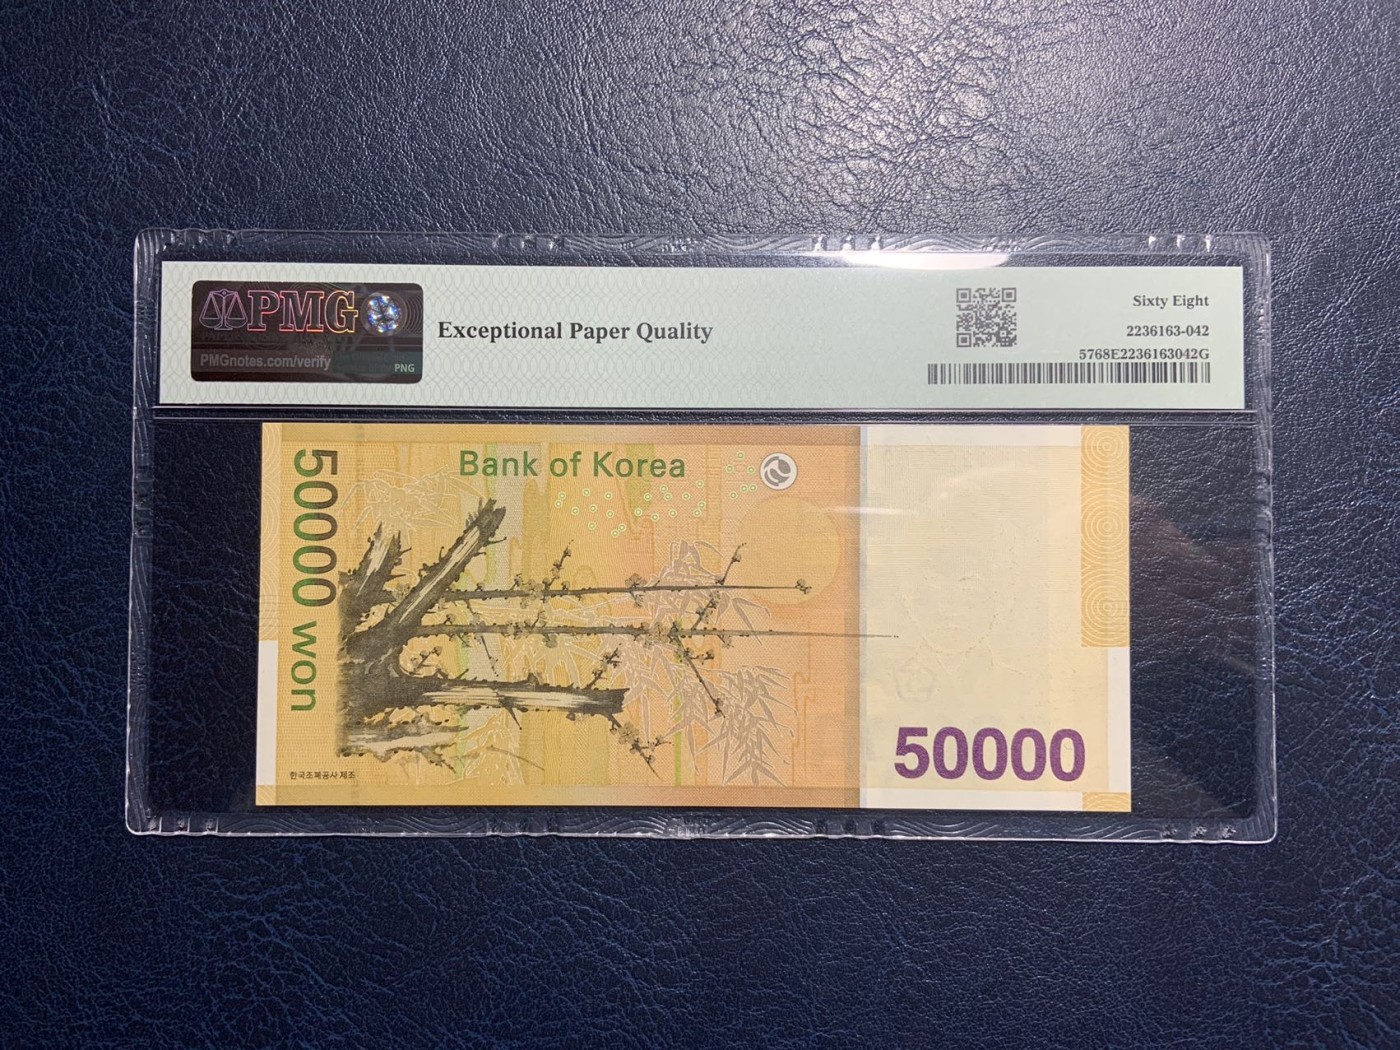 PMG
PMGnotes.com/verify
PNG
Exceptional Paper Quality
Sixty Eight
2236163-042
5768E2236163042G
50000 won
Bank of Korea
한국조폐공사 제조
50000